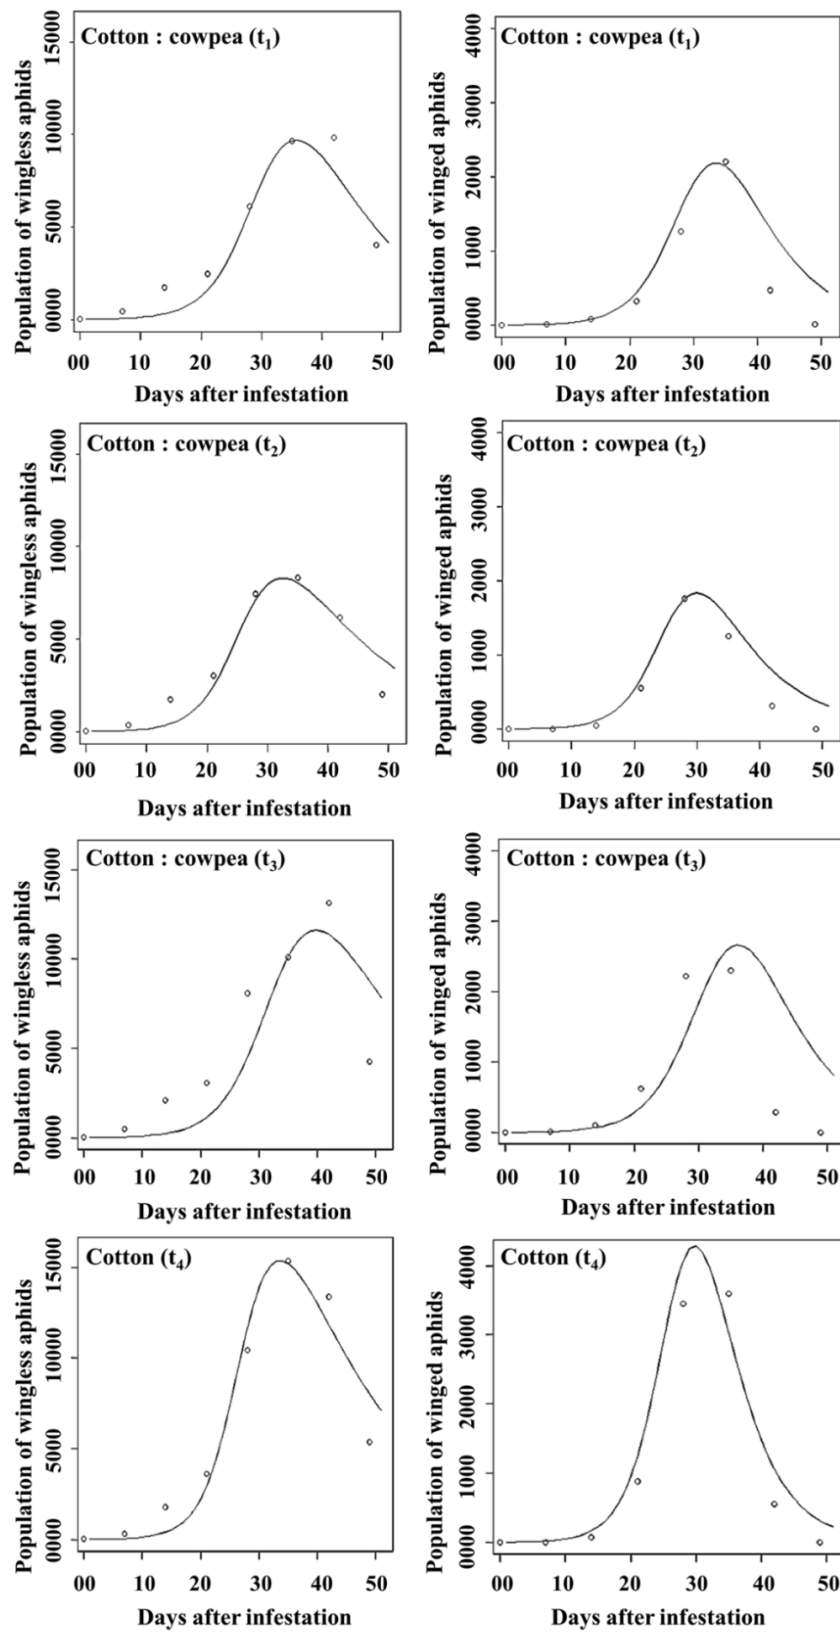 Cotton : cowpea (t1)
Population of wingless aphids
0000 5000 10000 15000
00 10 20 30 40 50
Days after infestation
Cotton : cowpea (t1)
Population of winged aphids
0000 1000 2000 3000 4000
00 10 20 30 40 50
Days after infestation
Cotton : cowpea (t2)
Population of wingless aphids
0000 5000 10000 15000
00 10 20 30 40 50
Days after infestation
Cotton : cowpea (t2)
Population of winged aphids
0000 1000 2000 3000 4000
00 10 20 30 40 50
Days after infestation
Cotton : cowpea (t3)
Population of wingless aphids
0000 5000 10000 15000
00 10 20 30 40 50
Days after infestation
Cotton : cowpea (t3)
Population of winged aphids
0000 1000 2000 3000 4000
00 10 20 30 40 50
Days after infestation
Cotton (t4)
Population of wingless aphids
0000 5000 10000 15000
00 10 20 30 40 50
Days after infestation
Cotton (t4)
Population of winged aphids
0000 1000 2000 3000 4000
00 10 20 30 40 50
Days after infestation